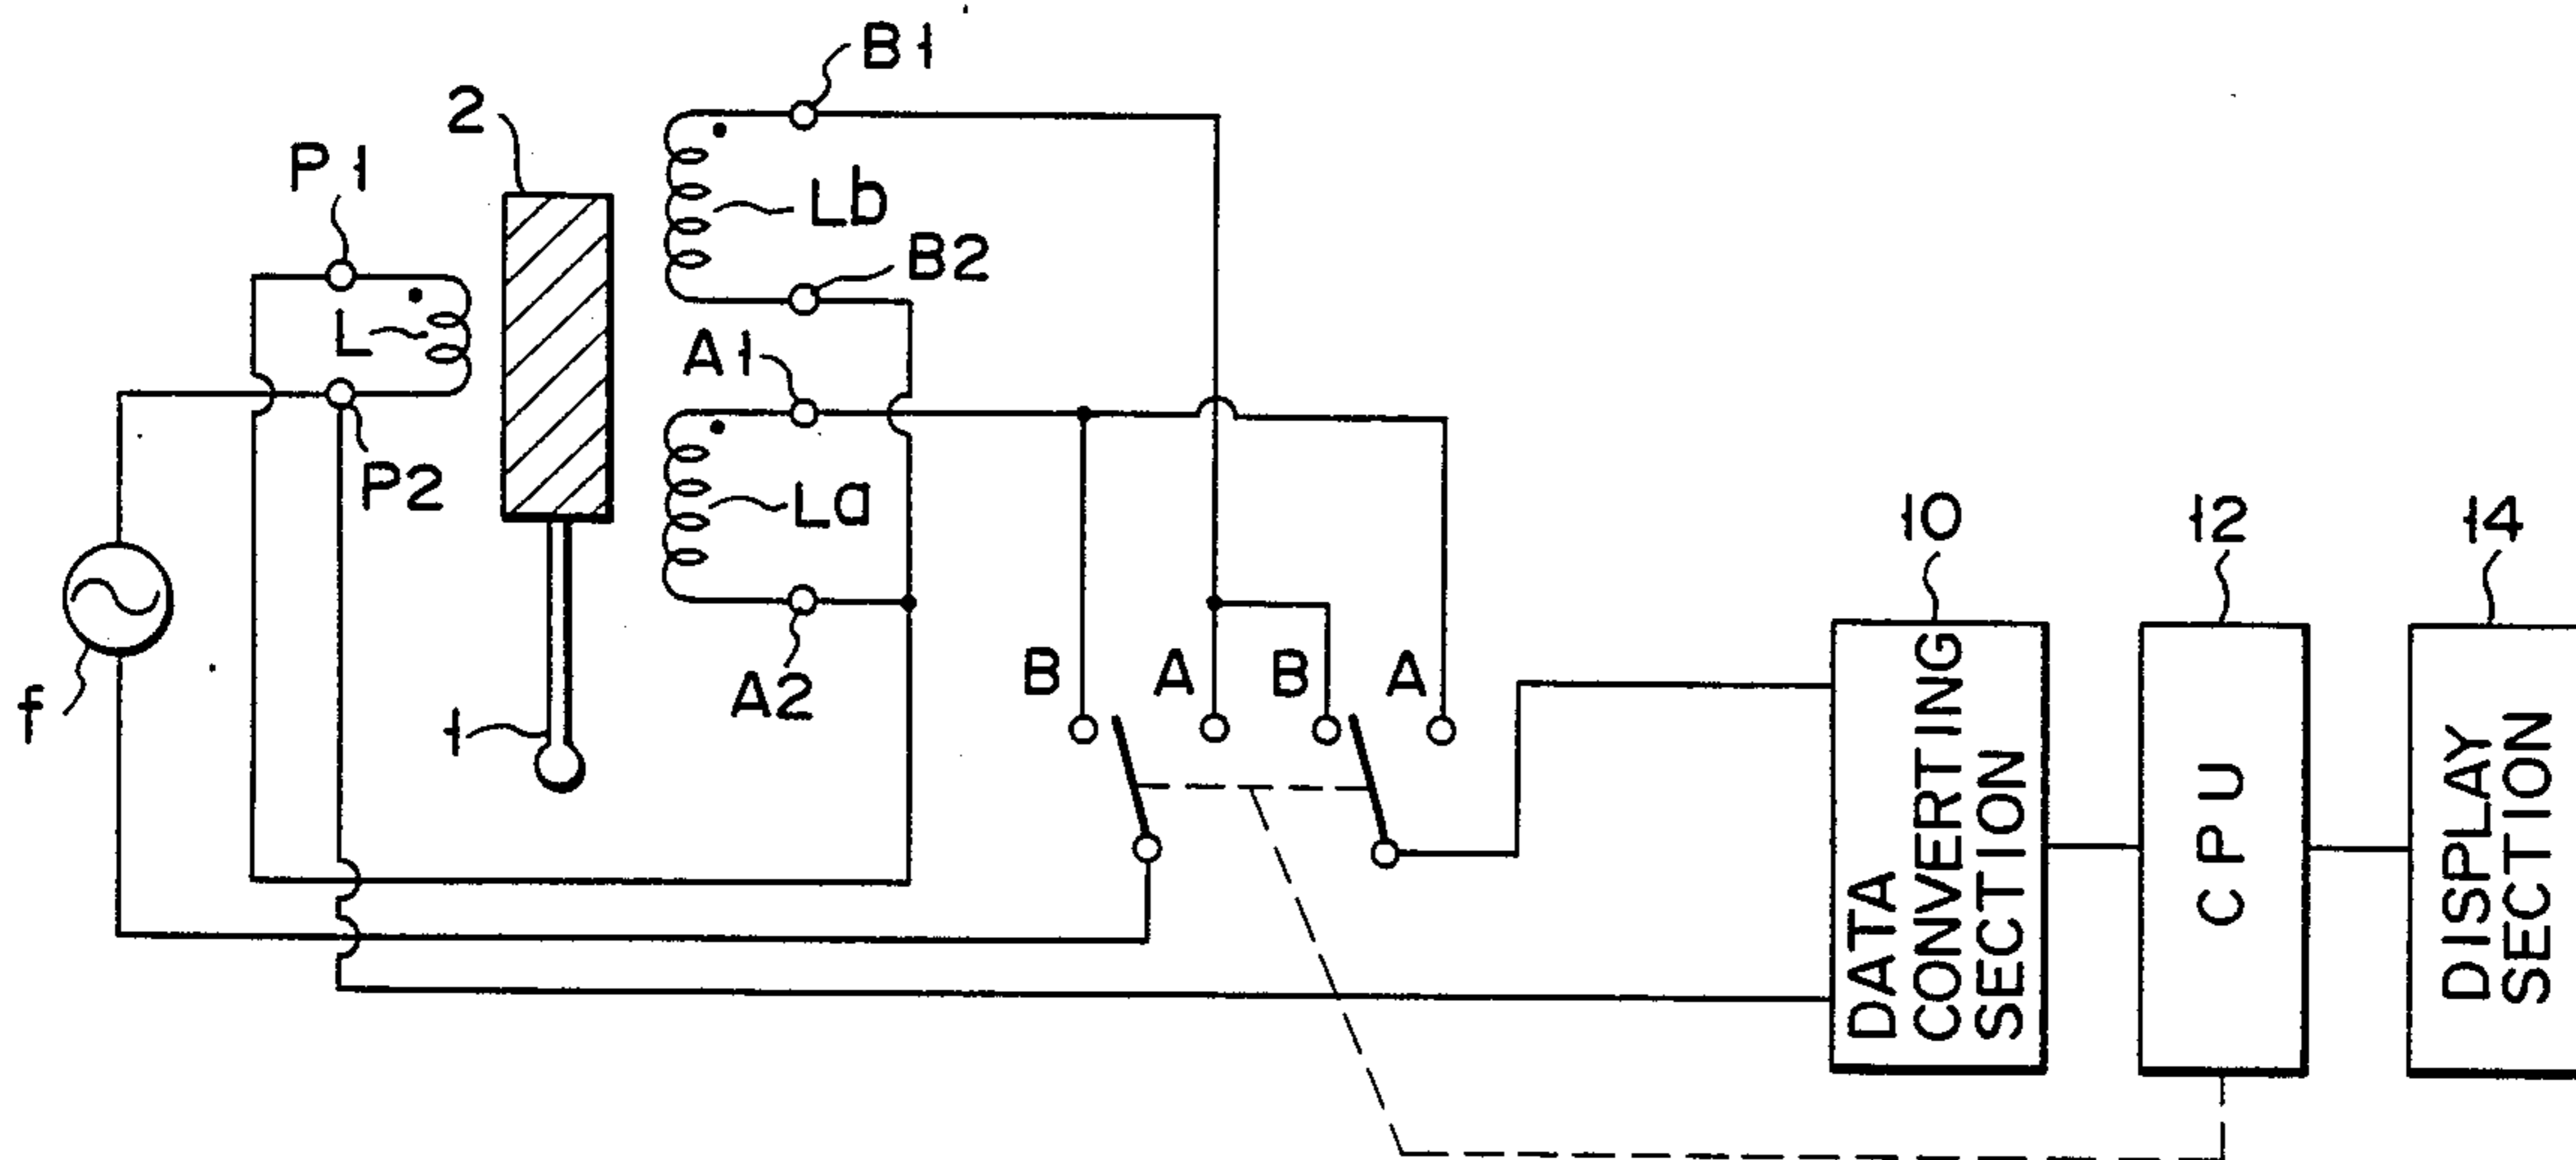 B1
2
P1
Lb
B2
L
A1
P2
La
10
12
14
A2
B
A
B
A
f
1
DATA
CONVERTING
SECTION
CPU
DISPLAY
SECTION